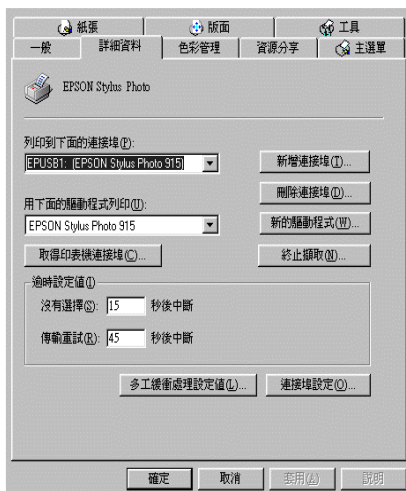 紙張 版面 工具
一般 詳細資料 色彩管理 資源分享 主選單
EPSON Stylus Photo
列印到下面的連接埠(P):
EPUSB1: (EPSON Stylus Photo 915)
新增連接埠(T)...
刪除連接埠(D)...
用下面的驅動程式列印(U):
EPSON Stylus Photo 915
新的驅動程式(W)...
取得印表機連接埠(C)...
終止擷取(N)...
逾時設定值(I)
沒有選擇(S): 15 秒後中斷
傳輸重試(R): 45 秒後中斷
多工緩衝處理設定值(L)...
連接埠設定(O)...
確定 取消 套用(A) 說明